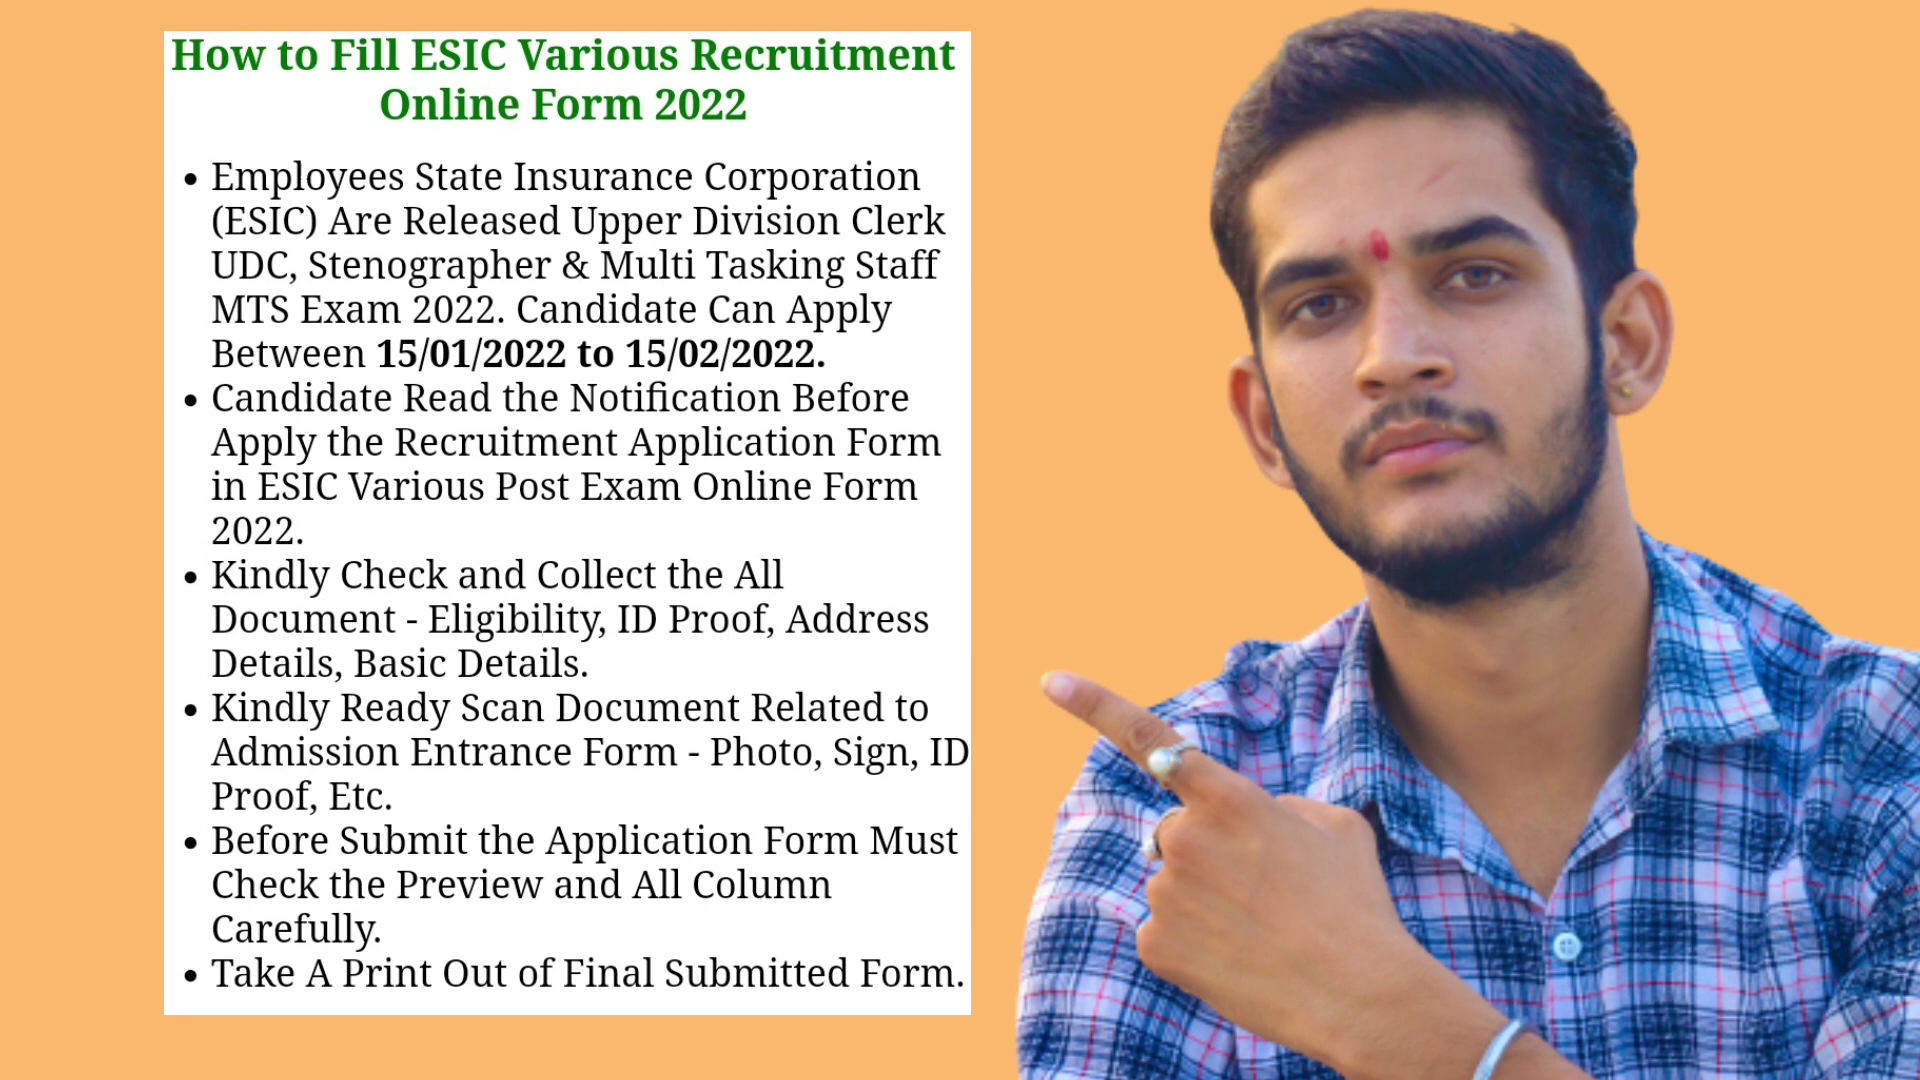 How to Fill ESIC Various Recruitment
Online Form 2022
• Employees State Insurance Corporation
(ESIC) Are Released Upper Division Clerk
UDC, Stenographer & Multi Tasking Staff
MTS Exam 2022. Candidate Can Apply
Between 15/01/2022 to 15/02/2022.
• Candidate Read the Notification Before
Apply the Recruitment Application Form
in ESIC Various Post Exam Online Form
2022.
• Kindly Check and Collect the All
Document - Eligibility, ID Proof, Address
Details, Basic Details.
• Kindly Ready Scan Document Related to
Admission Entrance Form - Photo, Sign, ID
Proof, Etc.
• Before Submit the Application Form Must
Check the Preview and All Column
Carefully.
• Take A Print Out of Final Submitted Form.